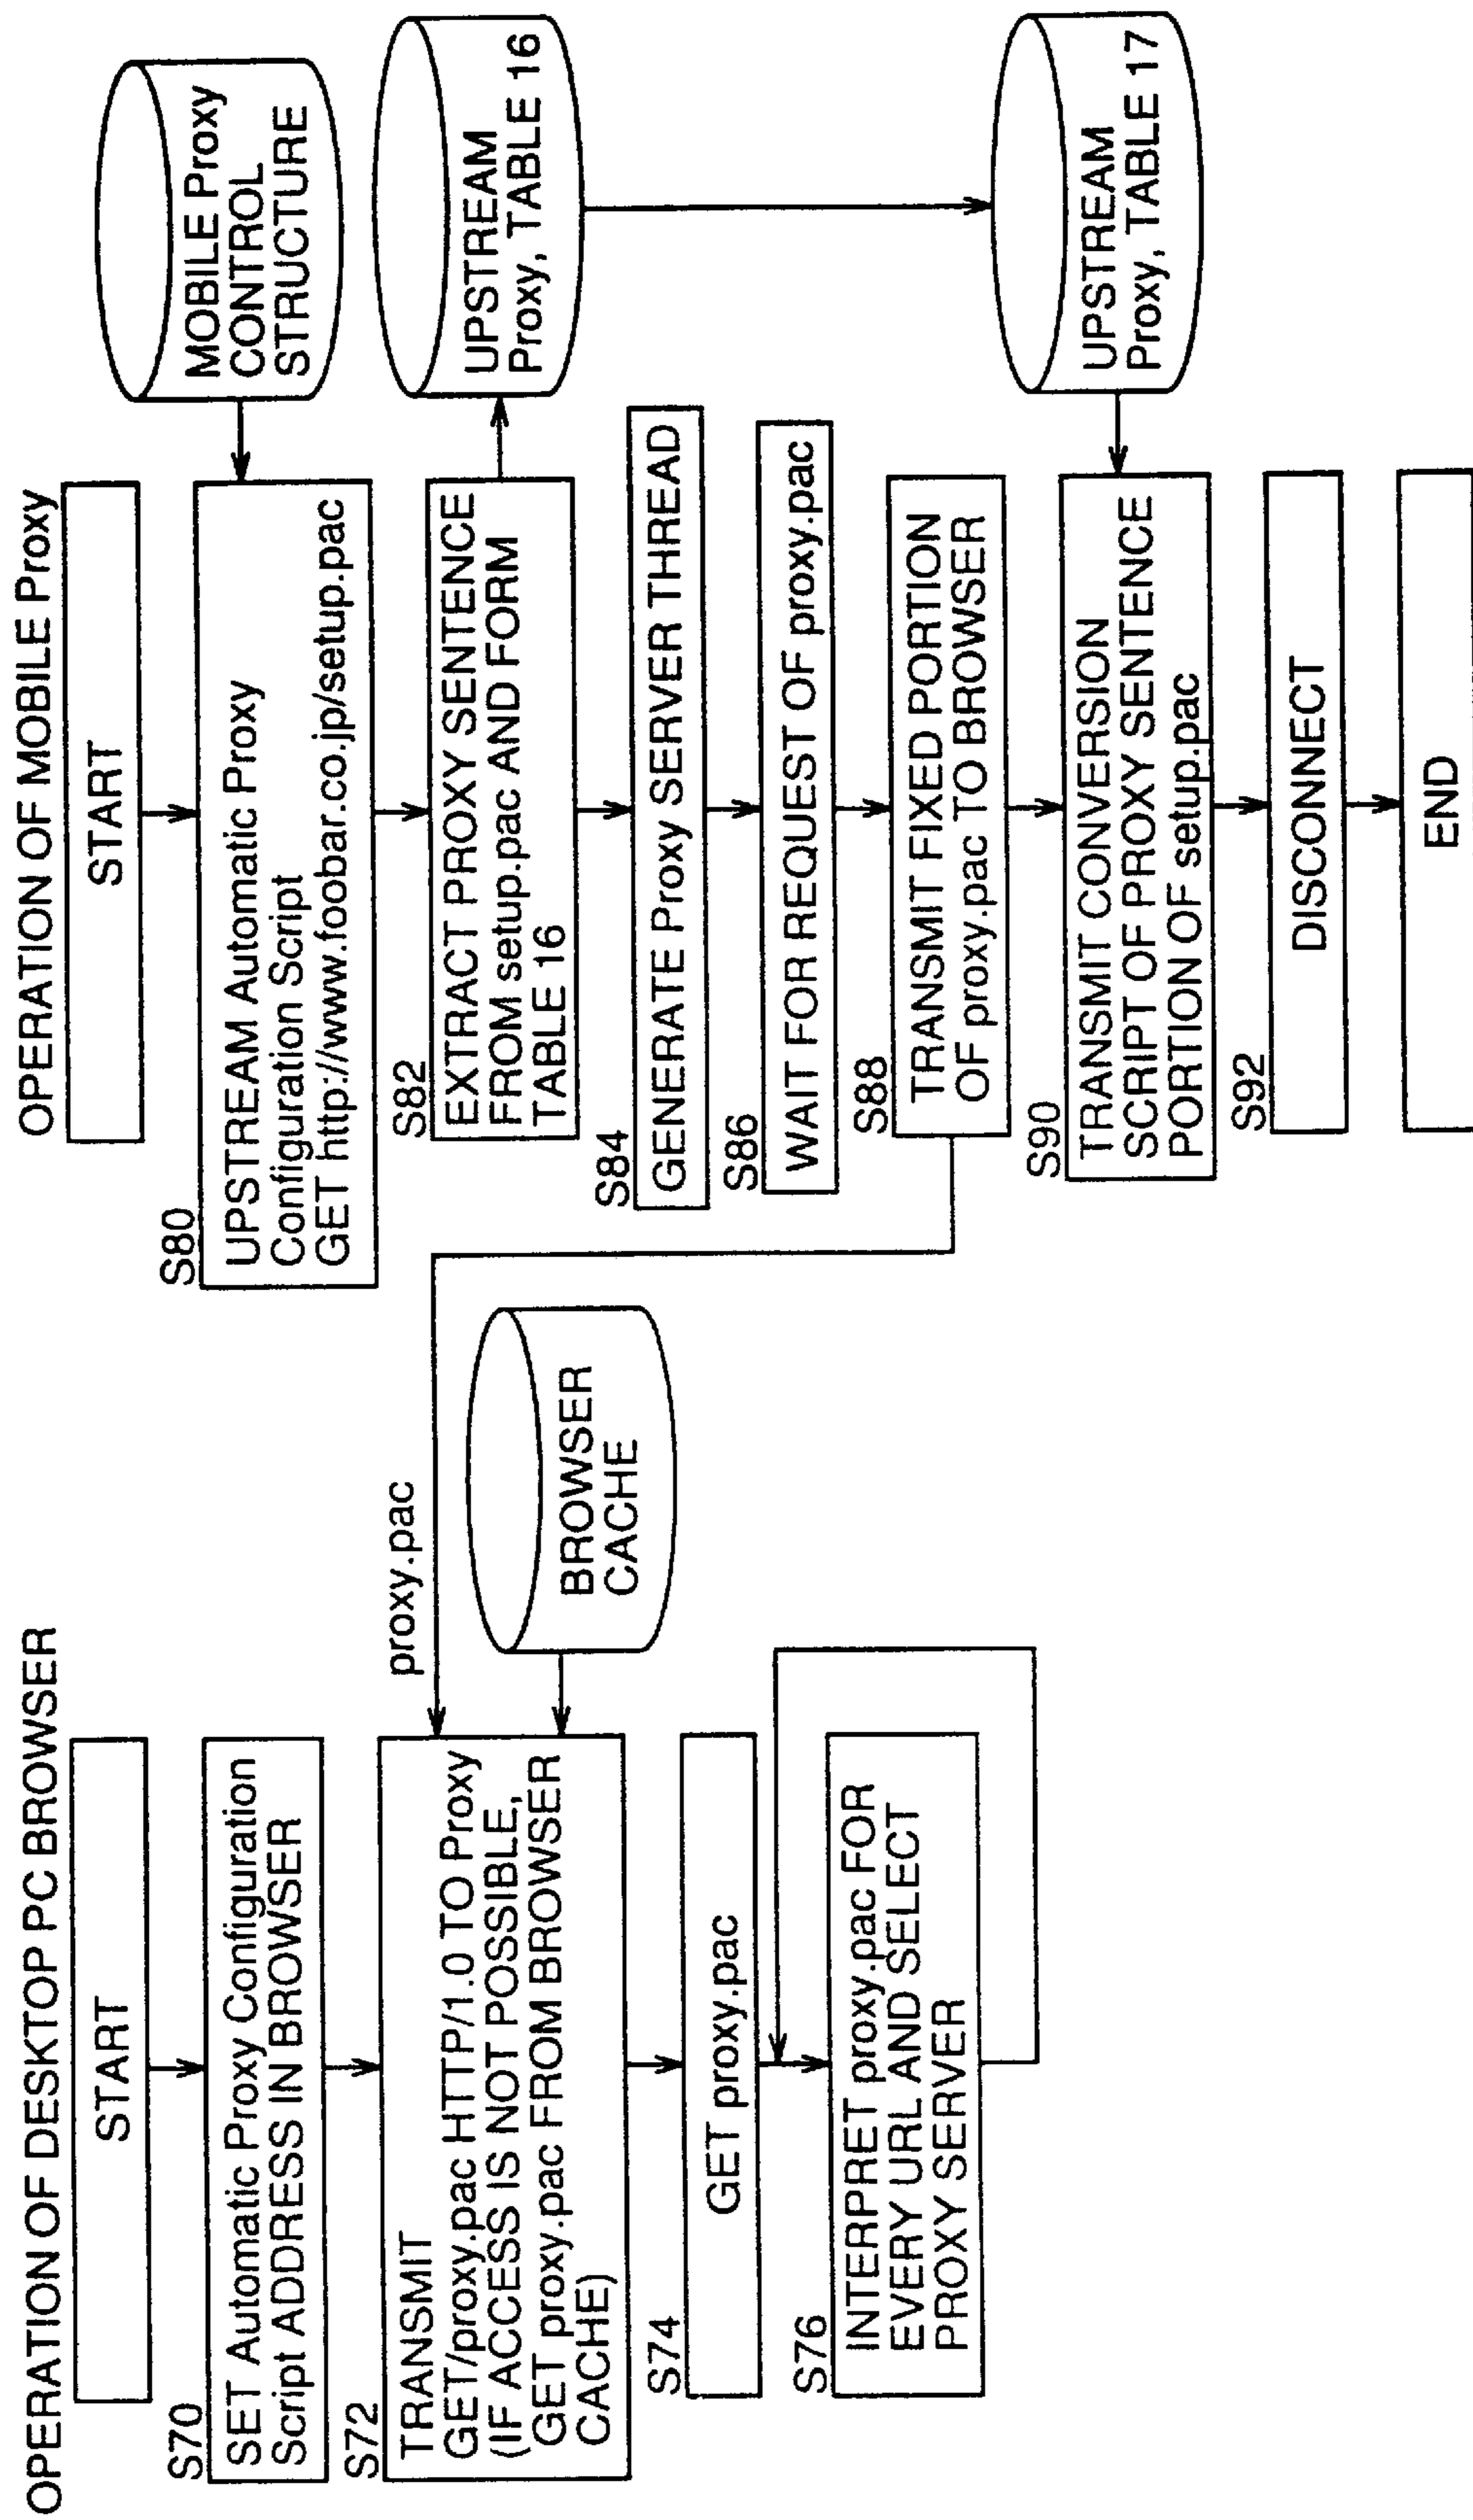 OPERATION OF DESKTOP PC BROWSER
START
S70
SET Automatic Proxy Configuration
Script ADDRESS IN BROWSER
S72
TRANSMIT
GET/proxy.pac HTTP/1.0 TO Proxy
(IF ACCESS IS NOT POSSIBLE,
GET proxy.pac FROM BROWSER
CACHE)
S74
GET proxy.pac
S76
INTERPRET proxy.pac FOR
EVERY URL AND SELECT
PROXY SERVER
proxy.pac
BROWSER
CACHE
OPERATION OF MOBILE Proxy
START
S80
UPSTREAM Automatic Proxy
Configuration Script
GET http://www.foobar.co.jp/setup.pac
S82
EXTRACT PROXY SENTENCE
FROM setup.pac AND FORM
TABLE 16
S84
GENERATE Proxy SERVER THREAD
S86
WAIT FOR REQUEST OF proxy.pac
S88
TRANSMIT FIXED PORTION
OF proxy.pac TO BROWSER
S90
TRANSMIT CONVERSION
SCRIPT OF PROXY SENTENCE
PORTION OF setup.pac
S92
DISCONNECT
END
MOBILE Proxy
CONTROL
STRUCTURE
UPSTREAM
Proxy, TABLE 16
UPSTREAM
Proxy, TABLE 17